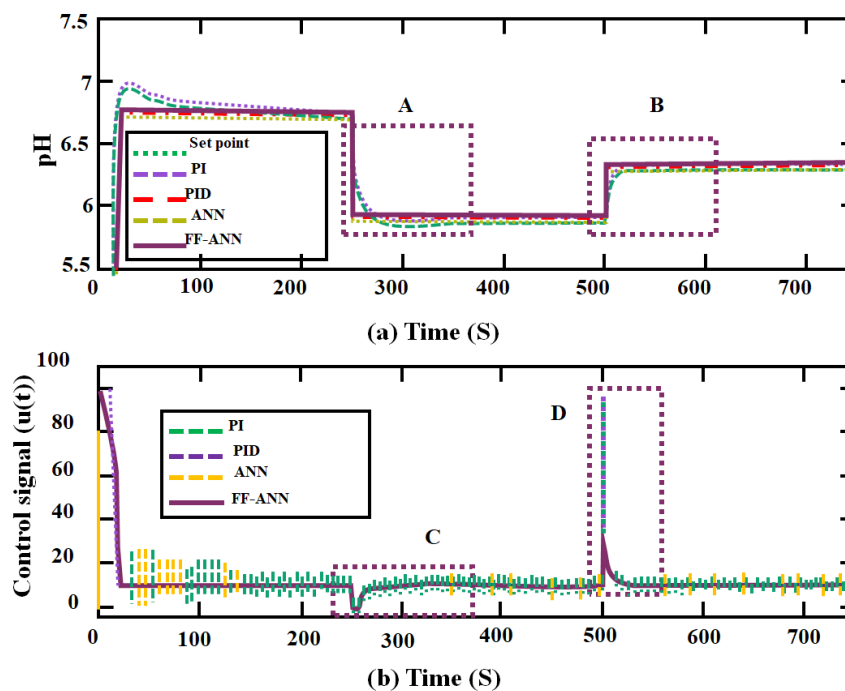 7.5
7
6.5
6
5.5
pH
A
B
Set point
PI
PID
ANN
FF-ANN
0 100 200 300 400 500 600 700
(a) Time (S)
100
80
60
40
20
0
Control signal (u(t))
D
C
PI
PID
ANN
FF-ANN
0 100 200 300 400 500 600 700
(b) Time (S)